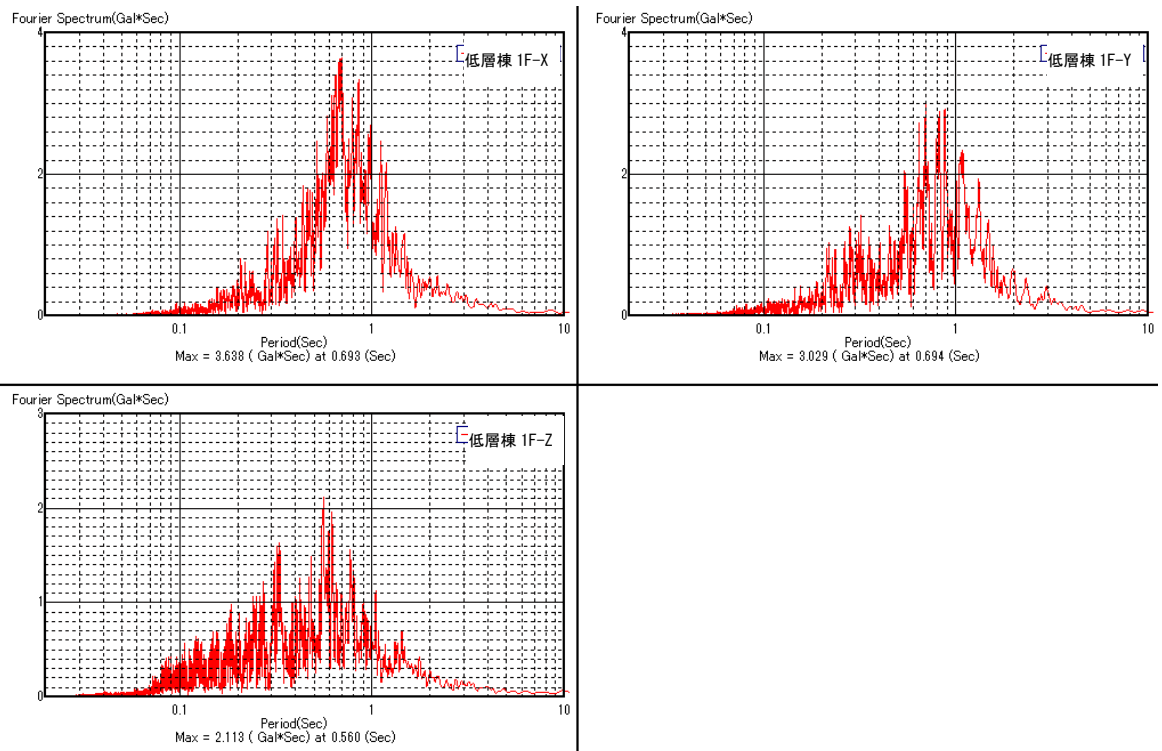 Fourier Spectrum(Gal*Sec)
4
低層棟 1F-X
2
0
0.1
1
10
Period(Sec)
Max = 3.638 ( Gal*Sec) at 0.693 (Sec)
Fourier Spectrum(Gal*Sec)
4
低層棟 1F-Y
2
0
0.1
1
10
Period(Sec)
Max = 3.029 ( Gal*Sec) at 0.694 (Sec)
Fourier Spectrum(Gal*Sec)
3
低層棟 1F-Z
2
1
0
0.1
1
10
Period(Sec)
Max = 2.113 ( Gal*Sec) at 0.560 (Sec)